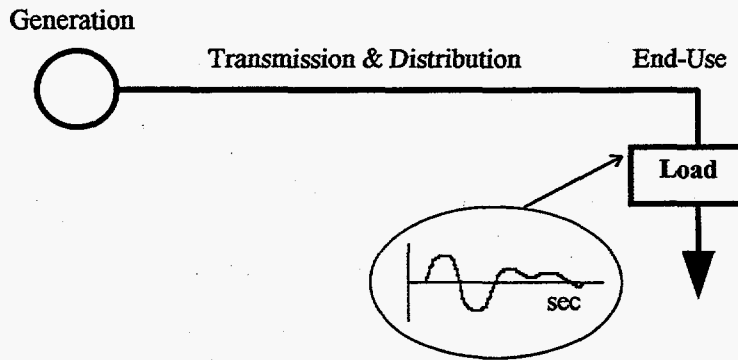 Generation
Transmission & Distribution
End-Use
Load
sec